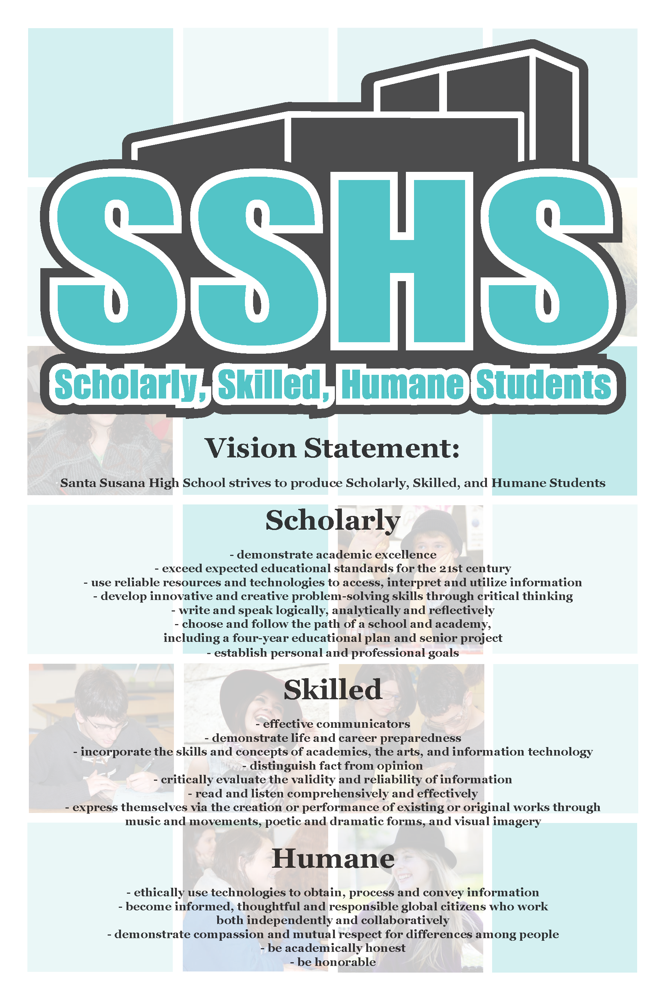 SSHS
Scholarly, Skilled, Humane Students
Vision Statement:
Santa Susana High School strives to produce Scholarly, Skilled, and Humane Students
Scholarly
- demonstrate academic excellence
- exceed expected educational standards for the 21st century
- use reliable resources and technologies to access, interpret and utilize information
- develop innovative and creative problem-solving skills through critical thinking
- write and speak logically, analytically and reflectively
- choose and follow the path of a school and academy,
including a four-year educational plan and senior project
- establish personal and professional goals
Skilled
- effective communicators
- demonstrate life and career preparedness
- incorporate the skills and concepts of academics, the arts, and information technology
- distinguish fact from opinion
- critically evaluate the validity and reliability of information
- read and listen comprehensively and effectively
- express themselves via the creation or performance of existing or original works through
music and movements, poetic and dramatic forms, and visual imagery
Humane
- ethically use technologies to obtain, process and convey information
- become informed, thoughtful and responsible global citizens who work
both independently and collaboratively
- demonstrate compassion and mutual respect for differences among people
- be academically honest
- be honorable